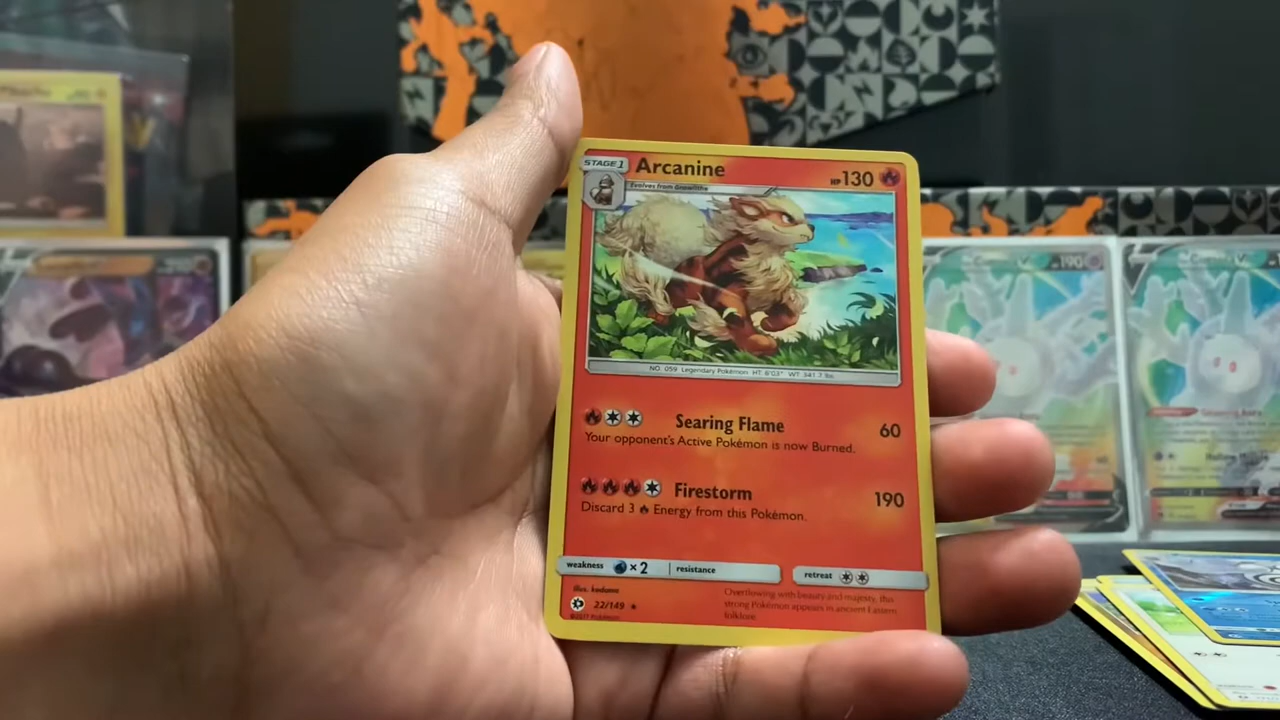 STAGE 1 Arcanine HP 130
Evolves from Growlithe
NO. 059 Legendary Pokémon HT: 6'03" WT: 341.7 lbs.
Searing Flame 60
Your opponent's Active Pokémon is now Burned.
Firestorm 190
Discard 3 Energy from this Pokémon.
weakness ×2 resistance retreat
illus. kodama
22/149 ★
©2017 Pokémon
Overflowing with beauty and majesty, this
strong Pokémon appears in ancient Eastern
folklore.
190
V
V